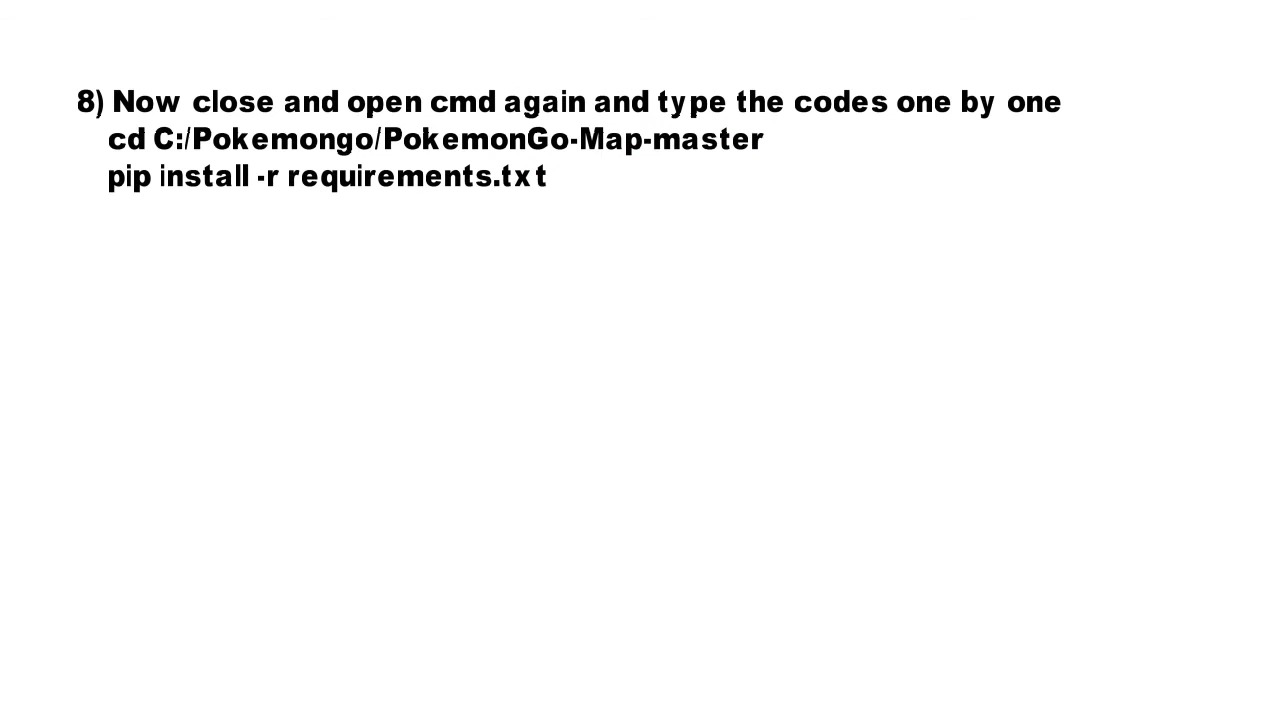 8) Now close and open cmd again and type the codes one by one
cd C:/Pokemongo/PokemonGo-Map-master
pip install -r requirements.txt